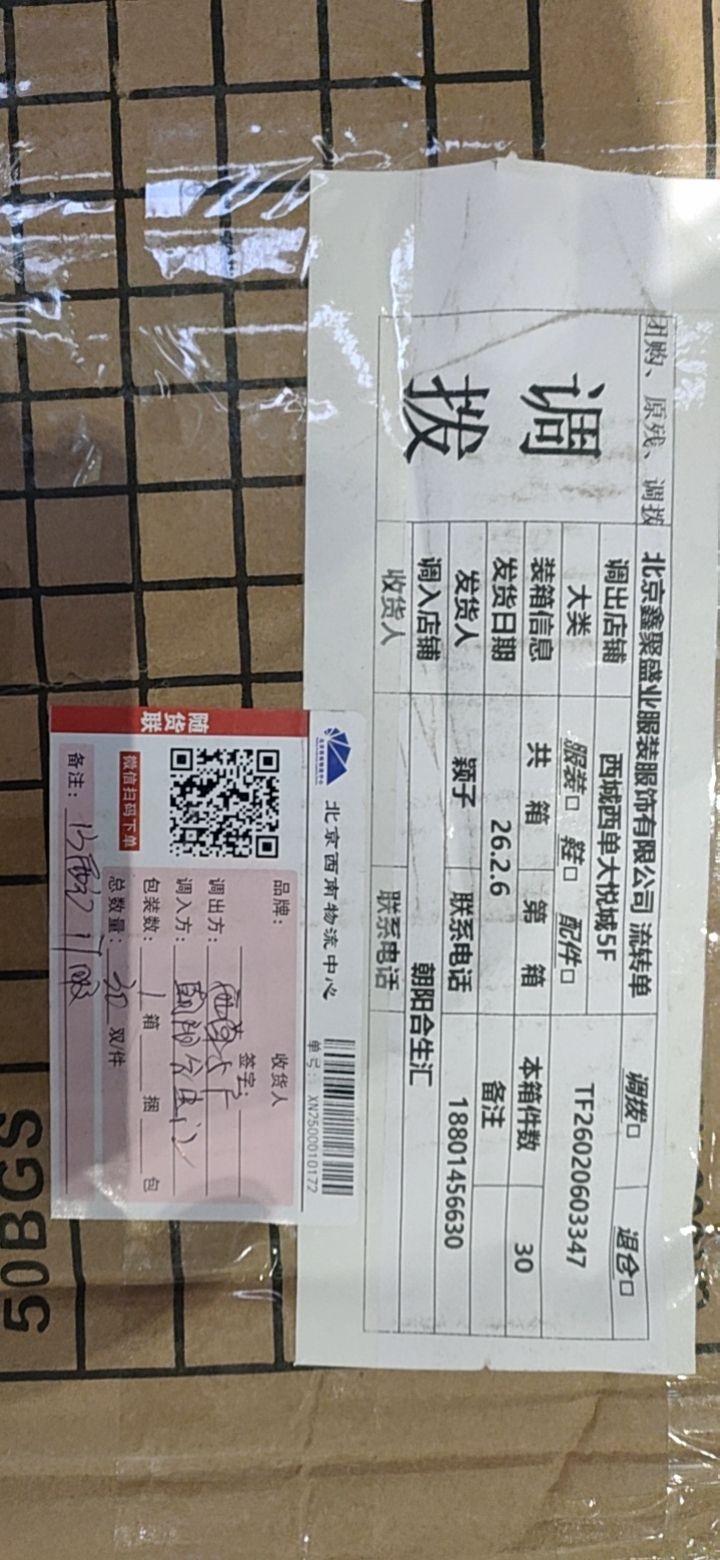 团购、原残、调拨
调拨
北京鑫聚盛业服装服饰有限公司 流转单
调拨□ 退仓□
调出店铺 西城西单大悦城5F TF26020603347
大类 服装□ 鞋□ 配件□
装箱信息 共 箱 第 箱 本箱件数 30
发货日期 26.2.6 备注
发货人 颖子 联系电话 18801456630
调入店铺 朝阳合生汇
收货人 联系电话
北京西南物流中心
单号: XN7500010172
品牌:
收货人
签字:
调出方:
调入方: 朝阳合生汇
包装数: 1 箱 捆 包
总数量: 30 双/件
备注:
随货联
微信扫码下单
50BGS